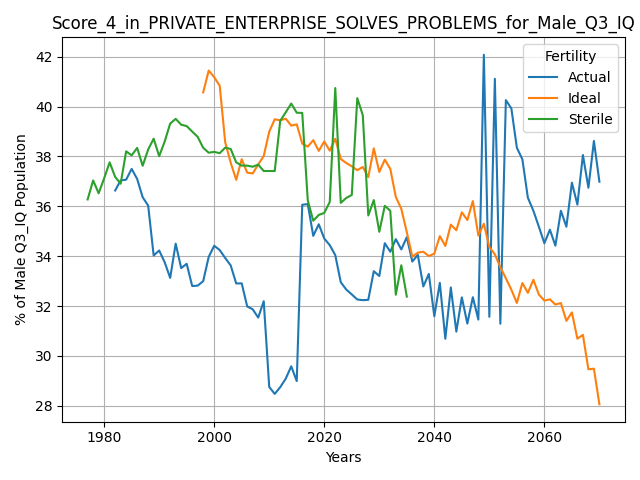 Score_4_in_PRIVATE_ENTERPRISE_SOLVES_PROBLEMS_for_Male_Q3_IQ
% of Male Q3_IQ Population
42
40
38
36
34
32
30
28
Fertility
Actual
Ideal
Sterile
1980
2000
2020
2040
2060
Years